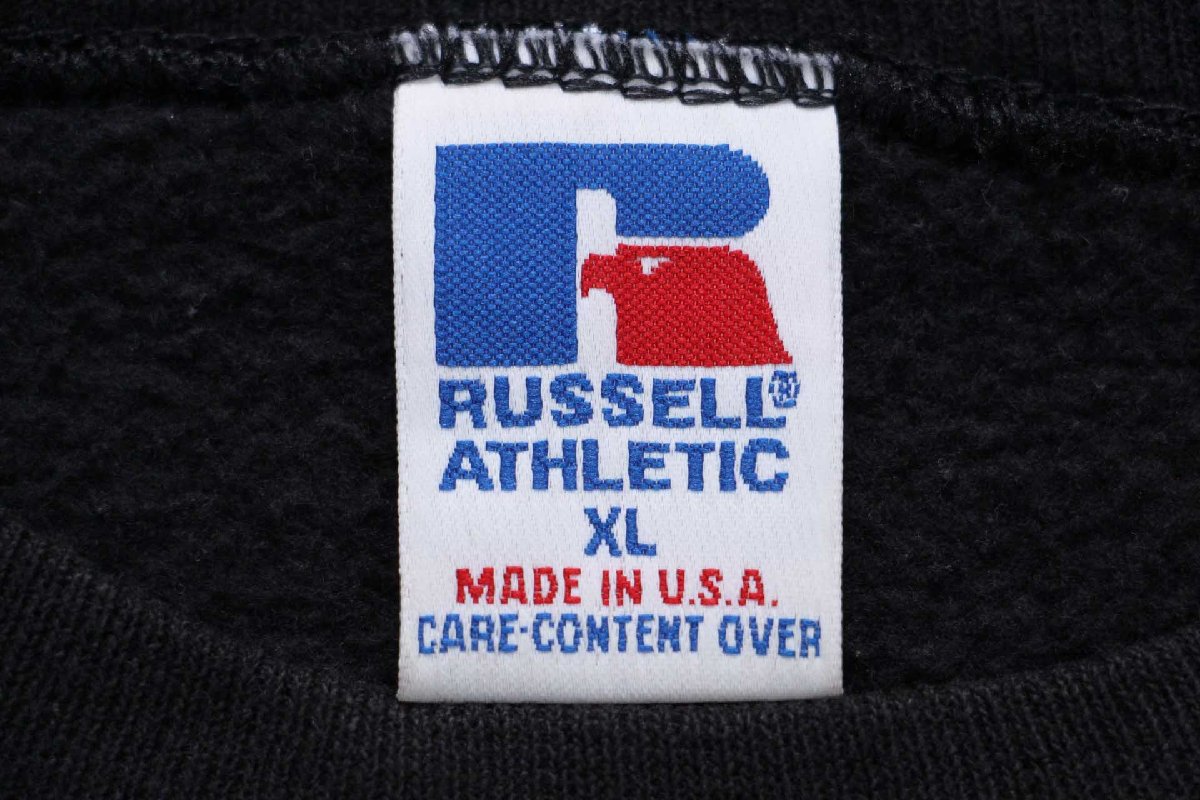 RUSSELL®
ATHLETIC
XL
MADE IN U.S.A.
CARE-CONTENT OVER